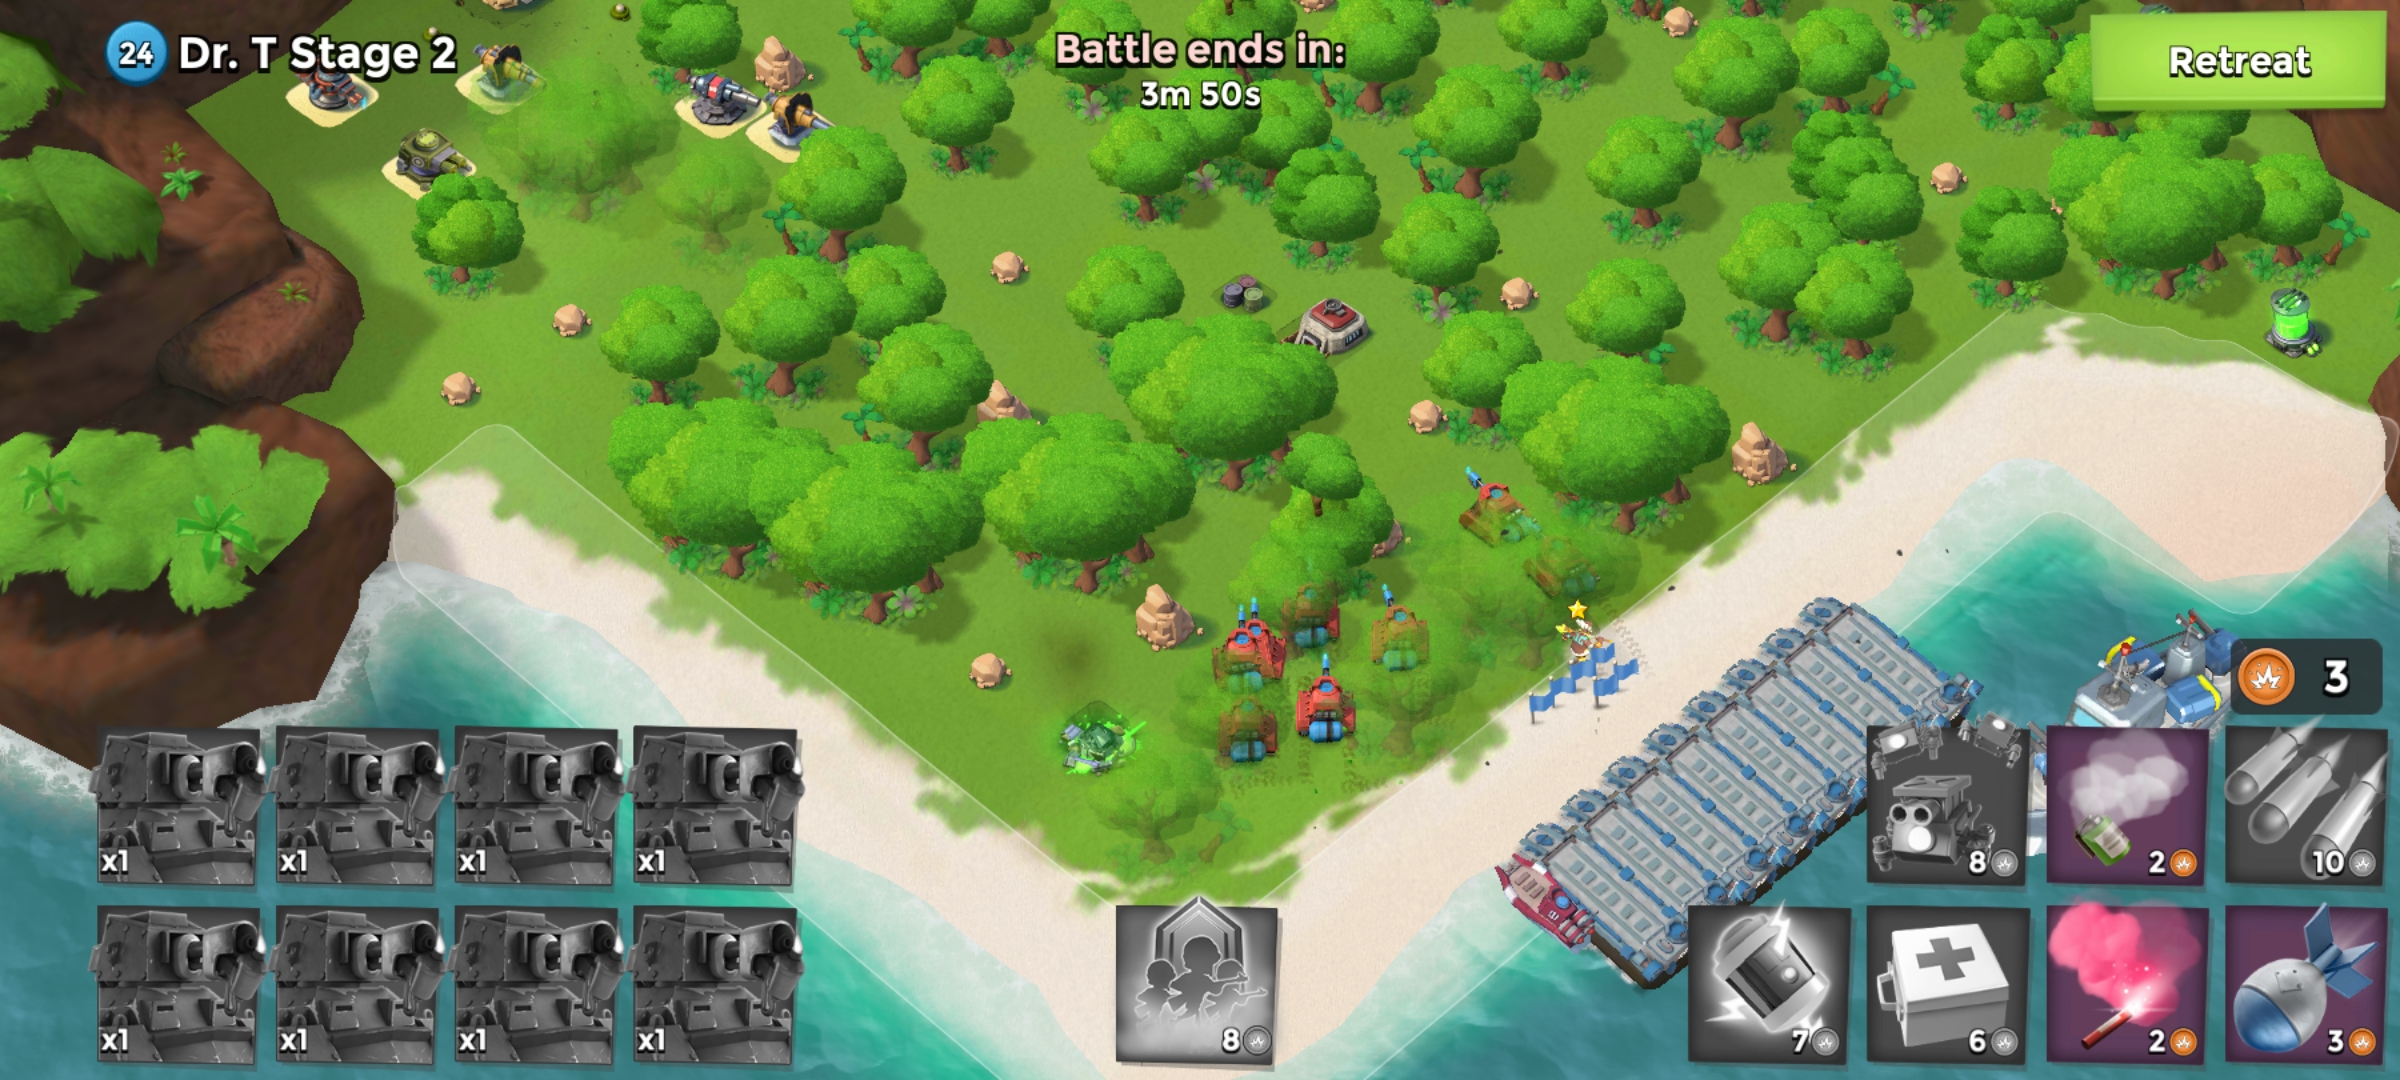 24 Dr. T Stage 2
Battle ends in:
3m 50s
Retreat
3
x1 x1 x1 x1
8 2 10
x1 x1 x1 x1
8
7 6 2 3